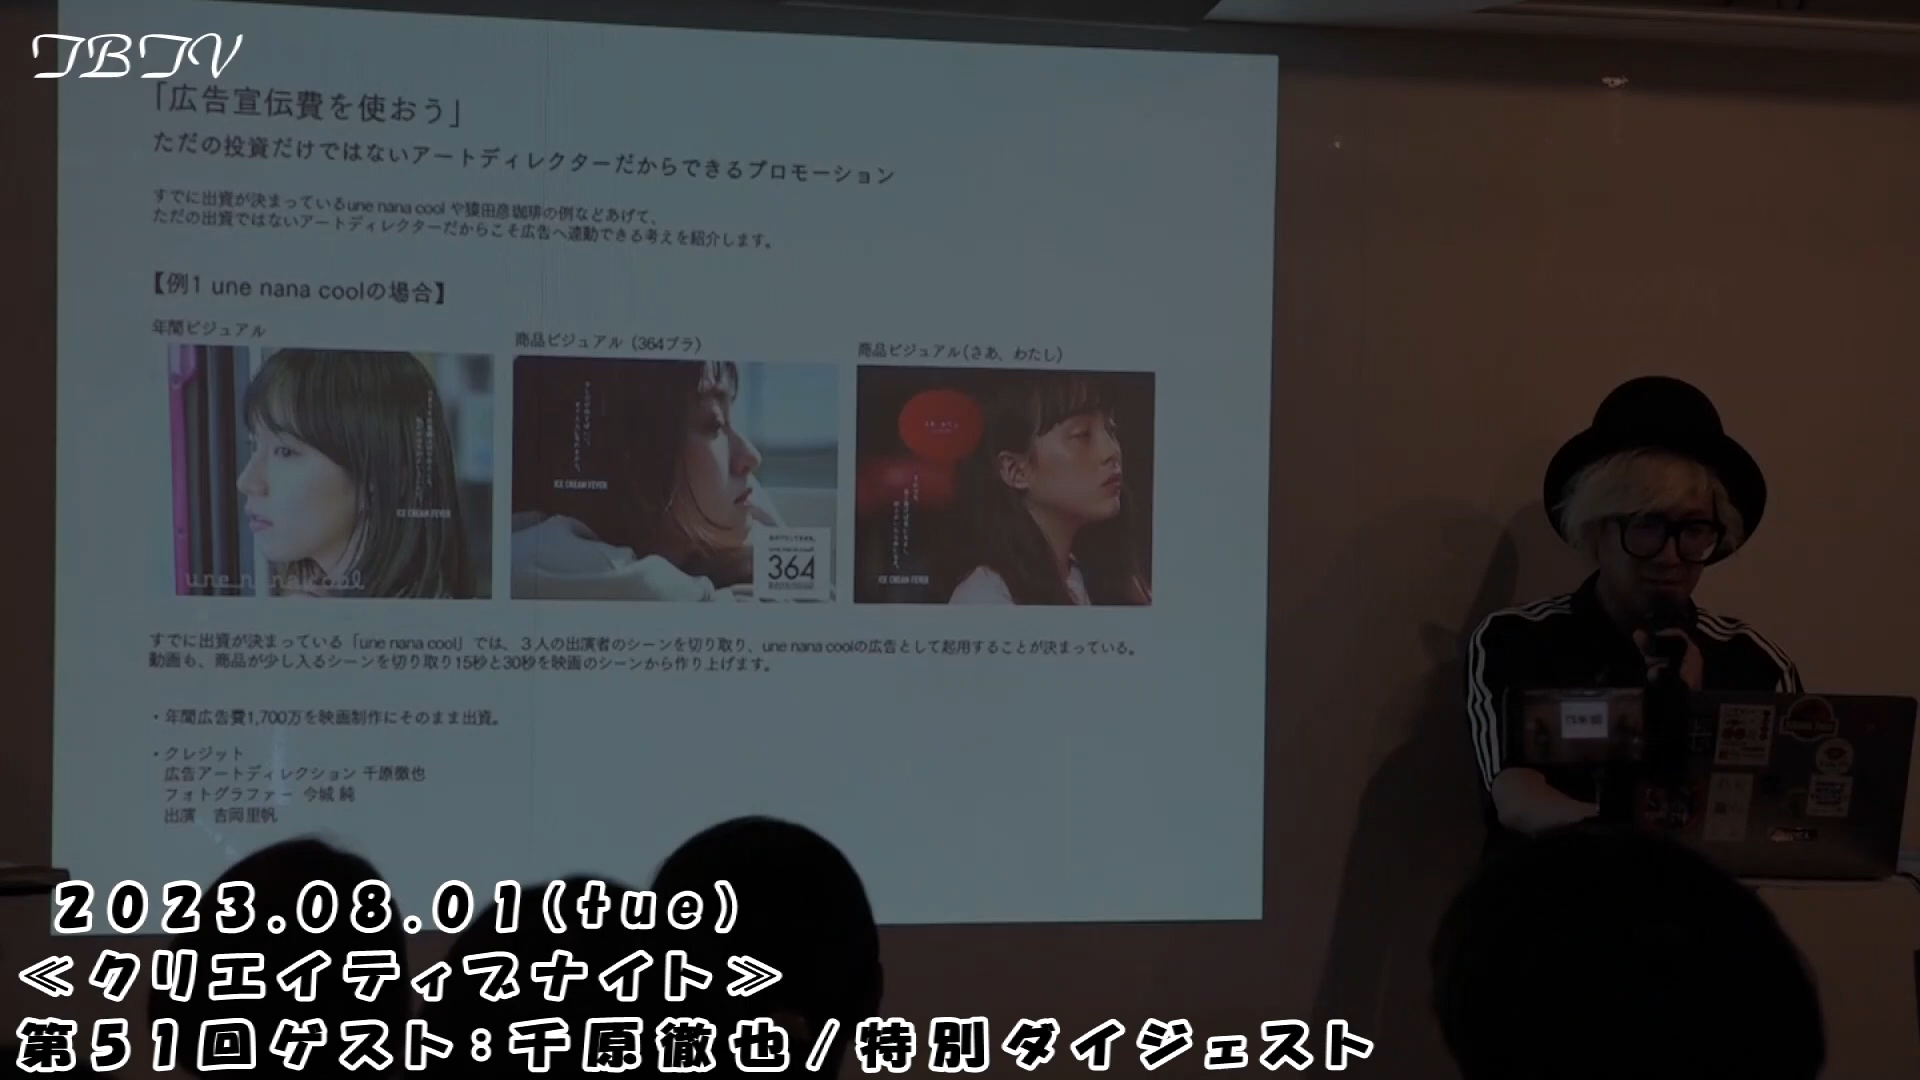 TBTV
「広告宣伝費を使おう」
ただの投資だけではないアートディレクターだからできるプロモーション
すでに出資が決まっているune nana cool や猿田彦珈琲の例などあげて、
ただの出資ではないアートディレクターだからこそ広告へ連動できる考えを紹介します。
【例1 une nana coolの場合】
年間ビジュアル
商品ビジュアル（364ブラ）
商品ビジュアル(さあ、わたし)
ICE CREAM FEVER
une nana cool
ICE CREAM FEVER
364
ICE CREAM FEVER
すでに出資が決まっている「une nana cool」では、３人の出演者のシーンを切り取り、une nana coolの広告として起用することが決まっている。
動画も、商品が少し入るシーンを切り取り15秒と30秒を映画のシーンから作り上げます。
・年間広告費1,700万を映画制作にそのまま出資。
・クレジット
広告アートディレクション 千原徹也
フォトグラファー 今城 純
出演　吉岡里帆
2023.08.01(tue)
≪クリエイティブナイト≫
第51回ゲスト:千原徹也/特別ダイジェスト